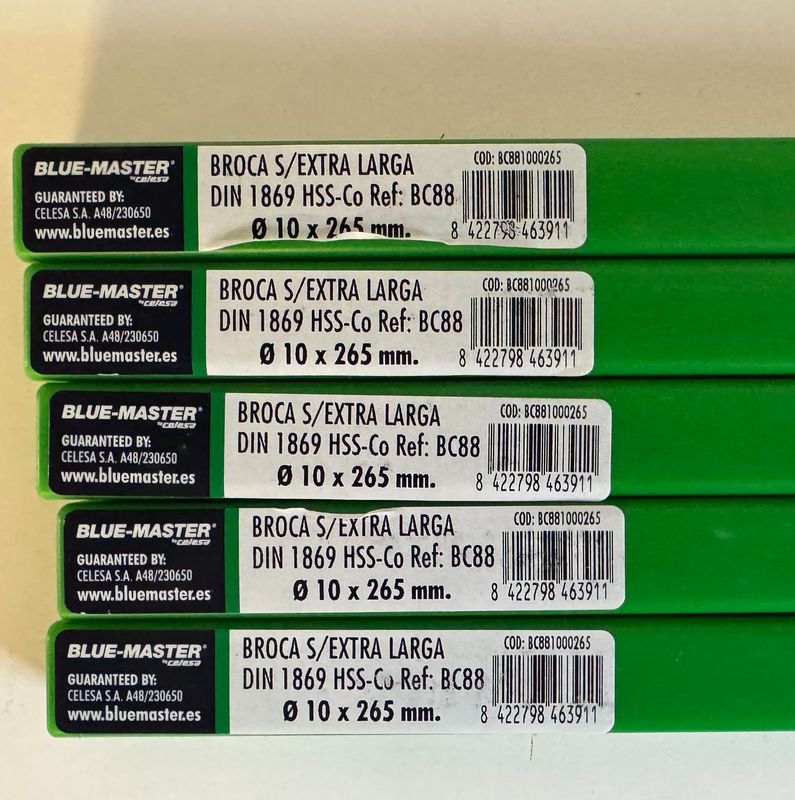 BLUE-MASTER®
by celesa
GUARANTEED BY:
CELESA S.A. A48/230650
www.bluemaster.es
BROCA S/EXTRA LARGA
DIN 1869 HSS-Co Ref: BC88
Ø 10 x 265 mm.
COD: BC881000265
8 422798 463911
BLUE-MASTER®
by celesa
GUARANTEED BY:
CELESA S.A. A48/230650
www.bluemaster.es
BROCA S/EXTRA LARGA
DIN 1869 HSS-Co Ref: BC88
Ø 10 x 265 mm.
COD: BC881000265
8 422798 463911
BLUE-MASTER®
by celesa
GUARANTEED BY:
CELESA S.A. A48/230650
www.bluemaster.es
BROCA S/EXTRA LARGA
DIN 1869 HSS-Co Ref: BC88
Ø 10 x 265 mm.
COD: BC881000265
8 422798 463911
BLUE-MASTER®
by celesa
GUARANTEED BY:
CELESA S.A. A48/230650
www.bluemaster.es
BROCA S/EXTRA LARGA
DIN 1869 HSS-Co Ref: BC88
Ø 10 x 265 mm.
COD: BC881000265
8 422798 463911
BLUE-MASTER®
by celesa
GUARANTEED BY:
CELESA S.A. A48/230650
www.bluemaster.es
BROCA S/EXTRA LARGA
DIN 1869 HSS-Co Ref: BC88
Ø 10 x 265 mm.
COD: BC881000265
8 422798 463911